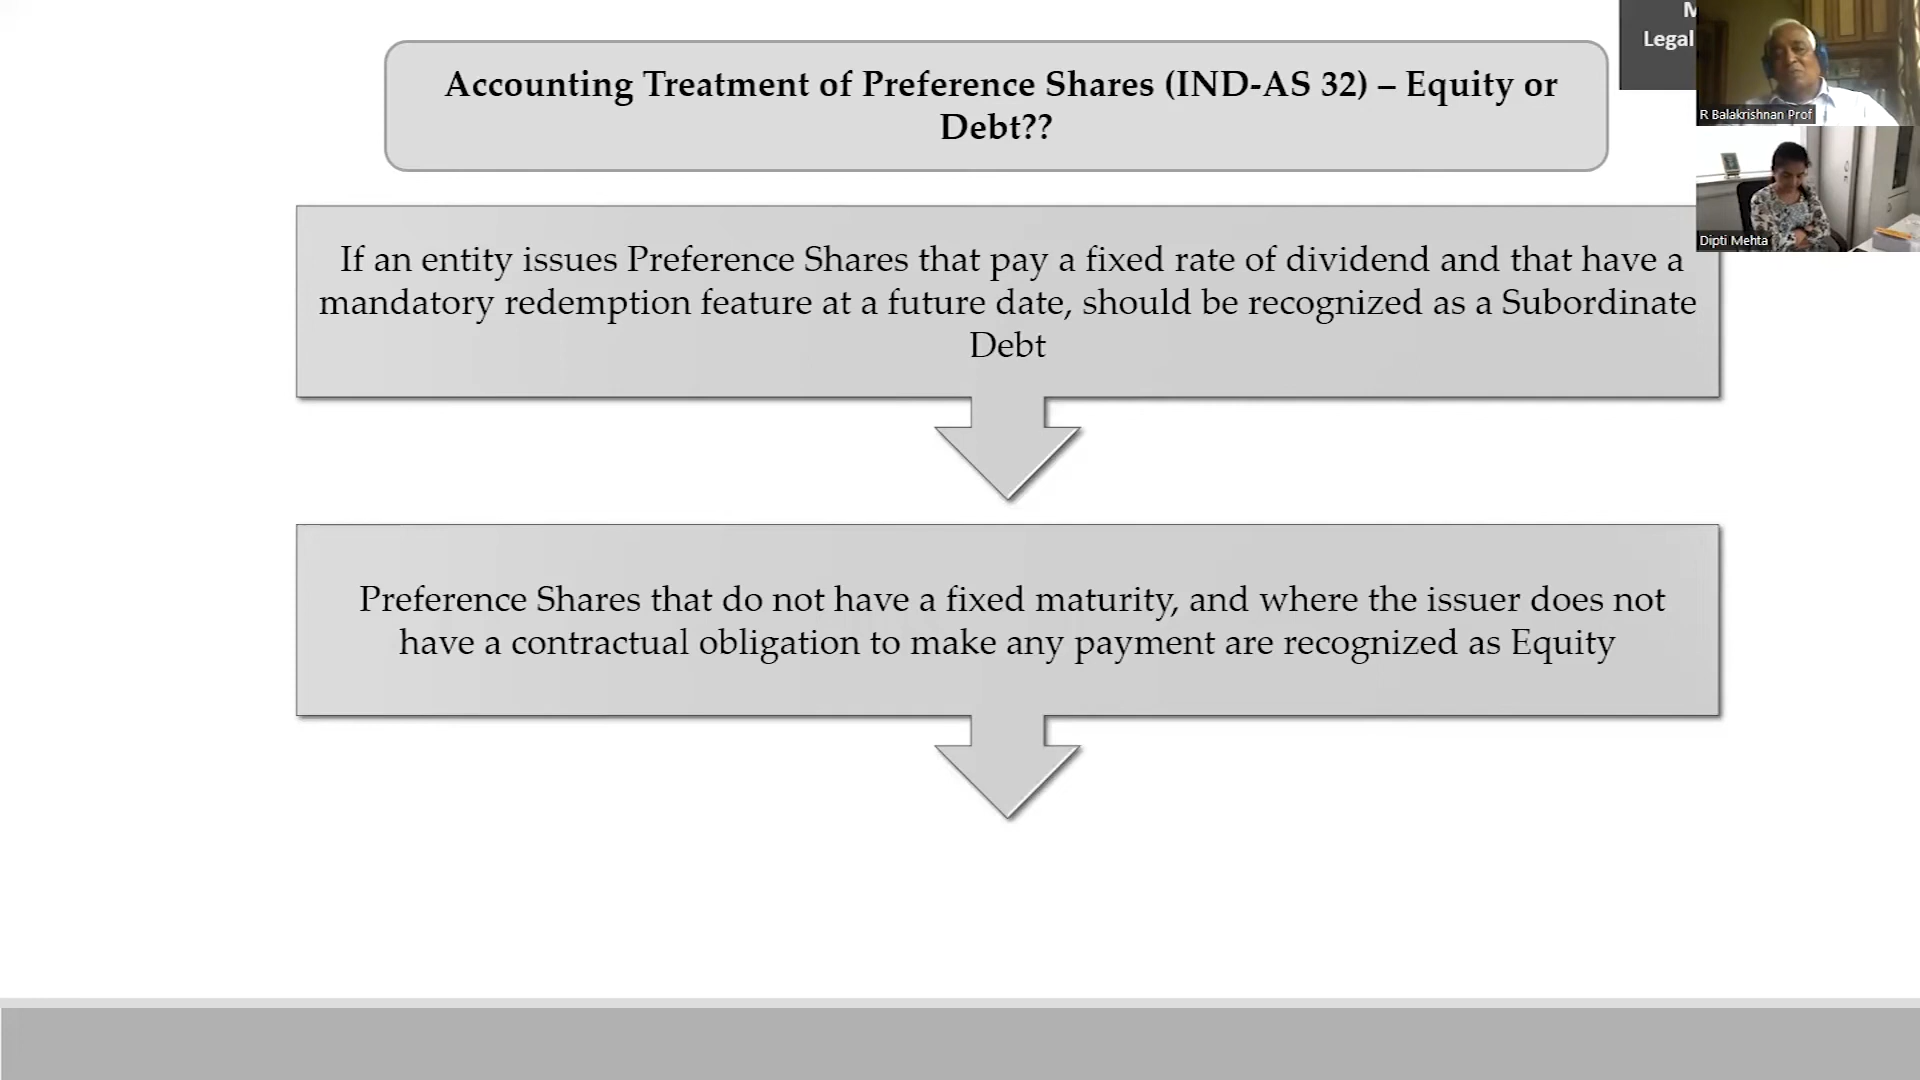 Accounting Treatment of Preference Shares (IND-AS 32) – Equity or
Debt??
M
Legal
R Balakrishnan Prof
Dipti Mehta
If an entity issues Preference Shares that pay a fixed rate of dividend and that have a
mandatory redemption feature at a future date, should be recognized as a Subordinate
Debt
Preference Shares that do not have a fixed maturity, and where the issuer does not
have a contractual obligation to make any payment are recognized as Equity